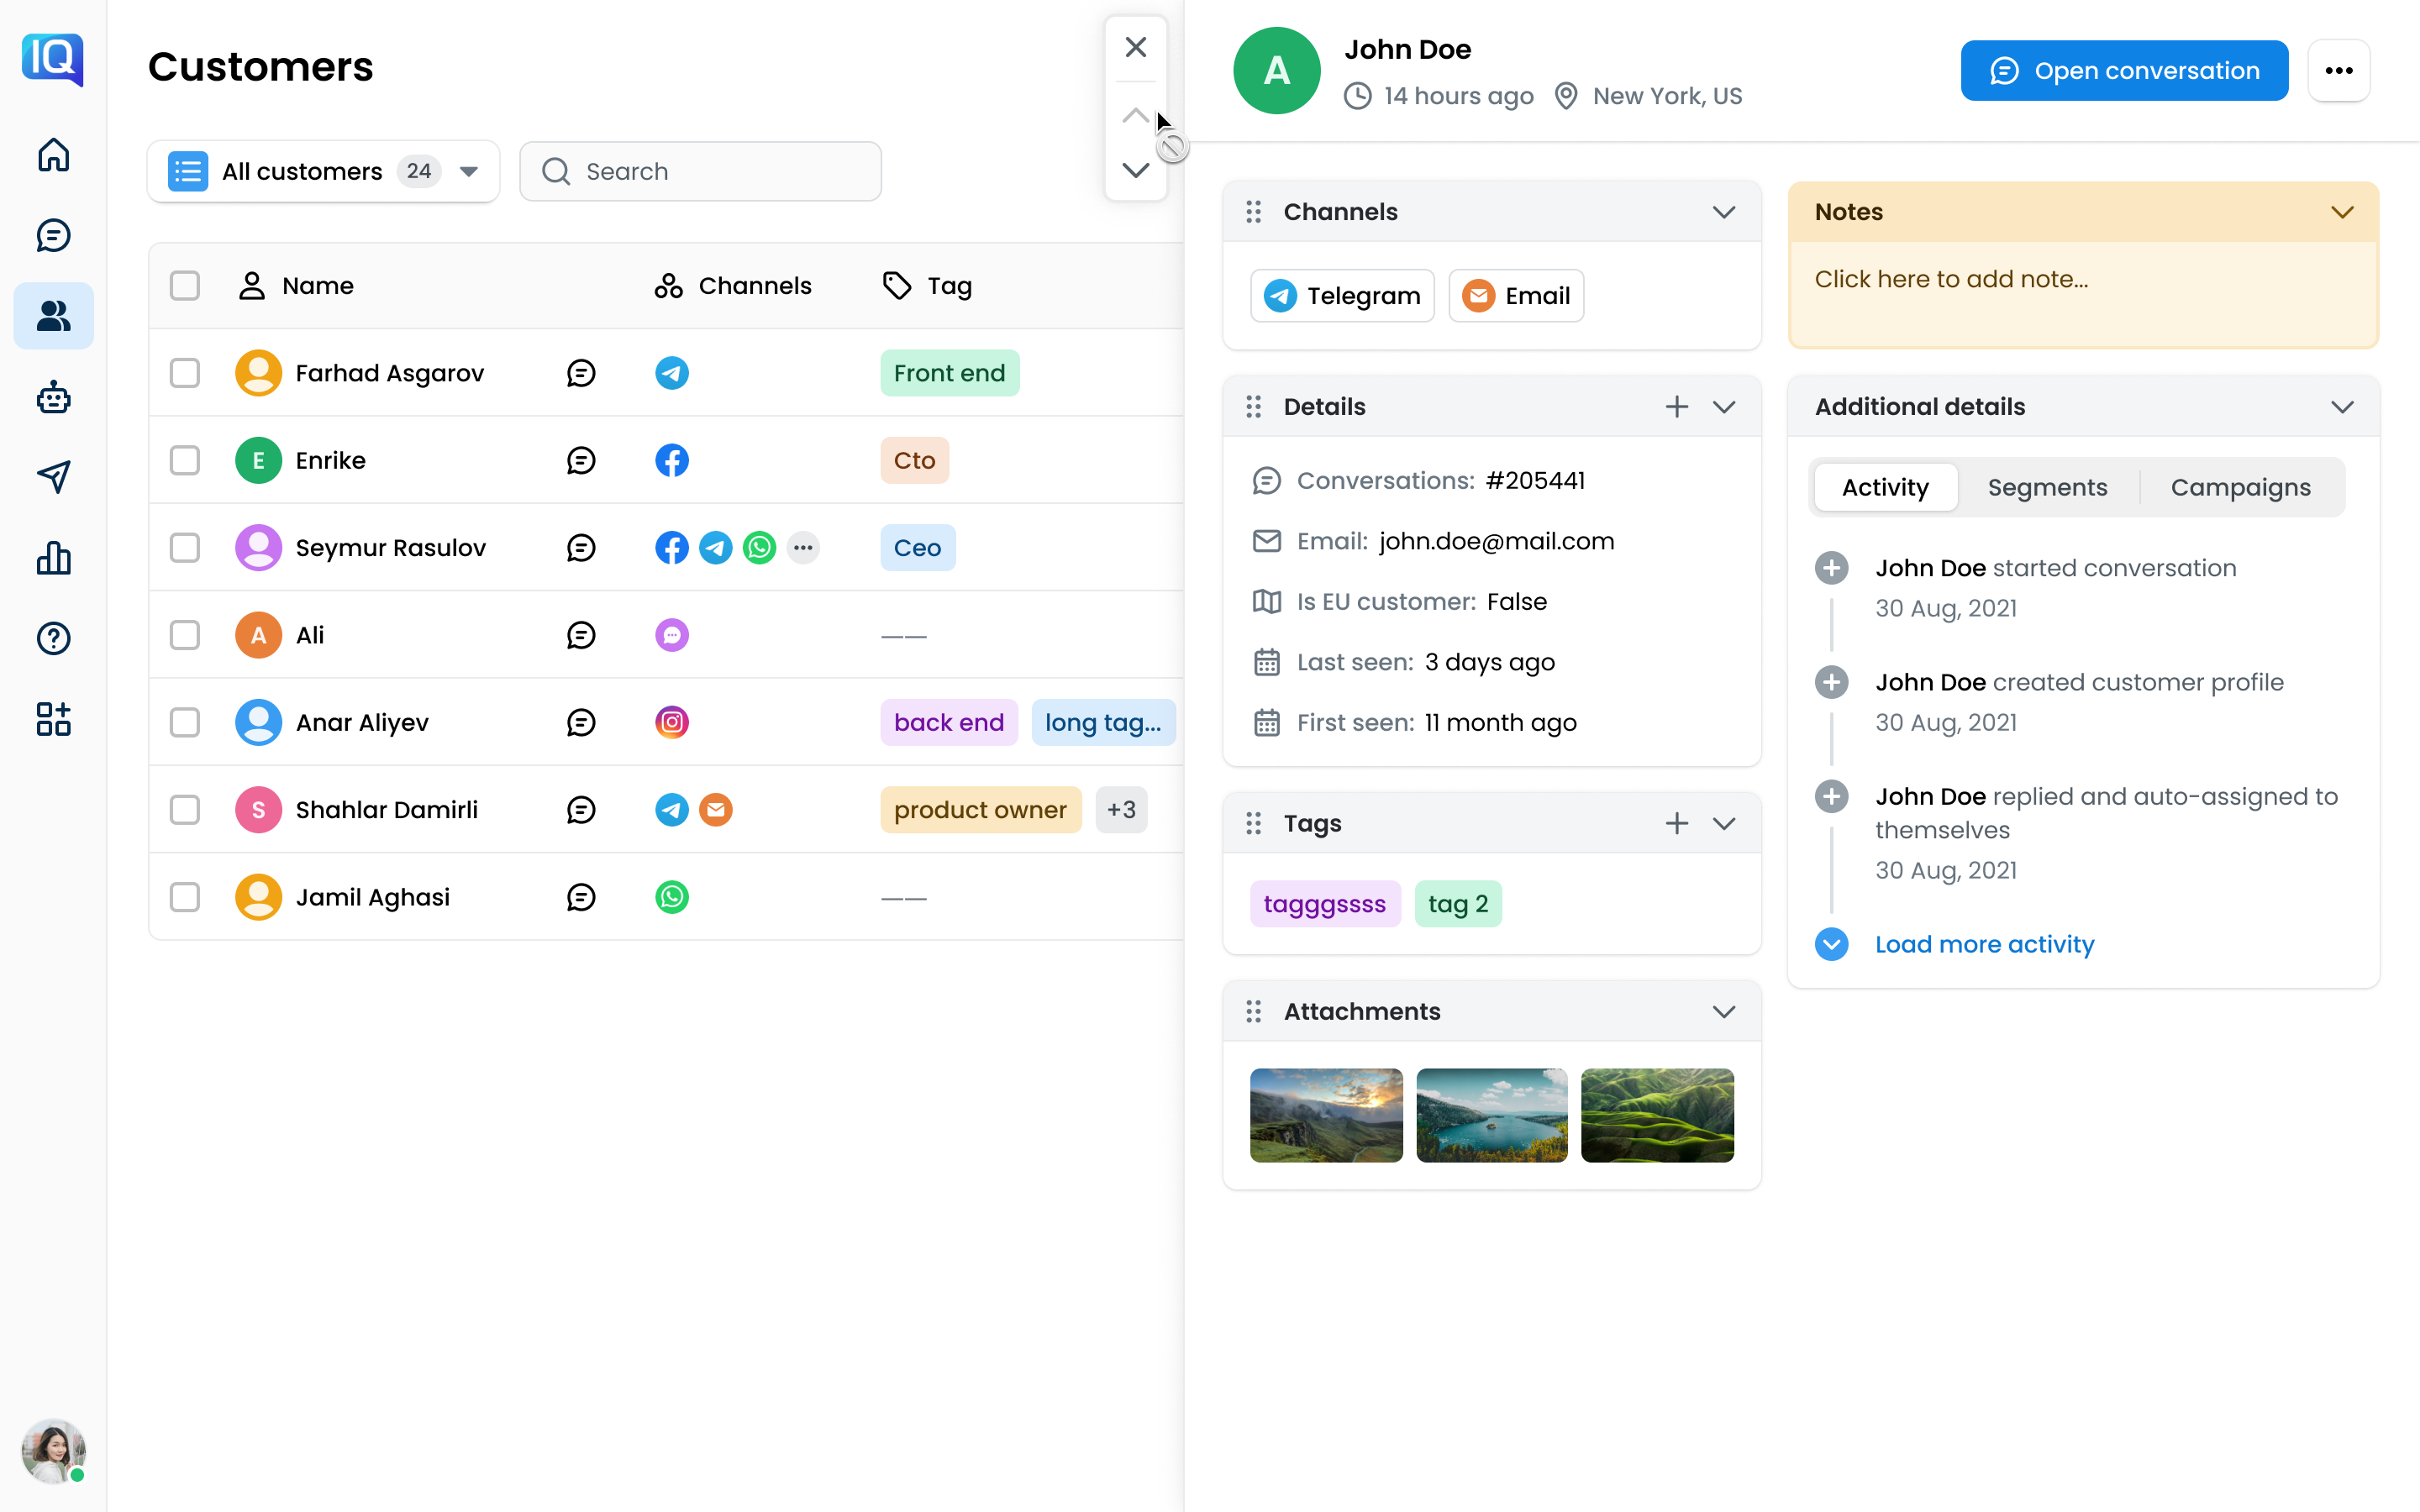 IQ
Customers
All customers 24
Search
Name Channels Tag
Farhad Asgarov Front end
E Enrike Cto
Seymur Rasulov Ceo
A Ali ——
Anar Aliyev back end long tag...
S Shahlar Damirli product owner +3
Jamil Aghasi ——
A
John Doe
14 hours ago New York, US
Open conversation
Channels
Telegram Email
Details
Conversations: #205441
Email: john.doe@mail.com
Is EU customer: False
Last seen: 3 days ago
First seen: 11 month ago
Tags
tagggssss tag 2
Attachments
Notes
Click here to add note...
Additional details
Activity Segments Campaigns
John Doe started conversation
30 Aug, 2021
John Doe created customer profile
30 Aug, 2021
John Doe replied and auto-assigned to
themselves
30 Aug, 2021
Load more activity